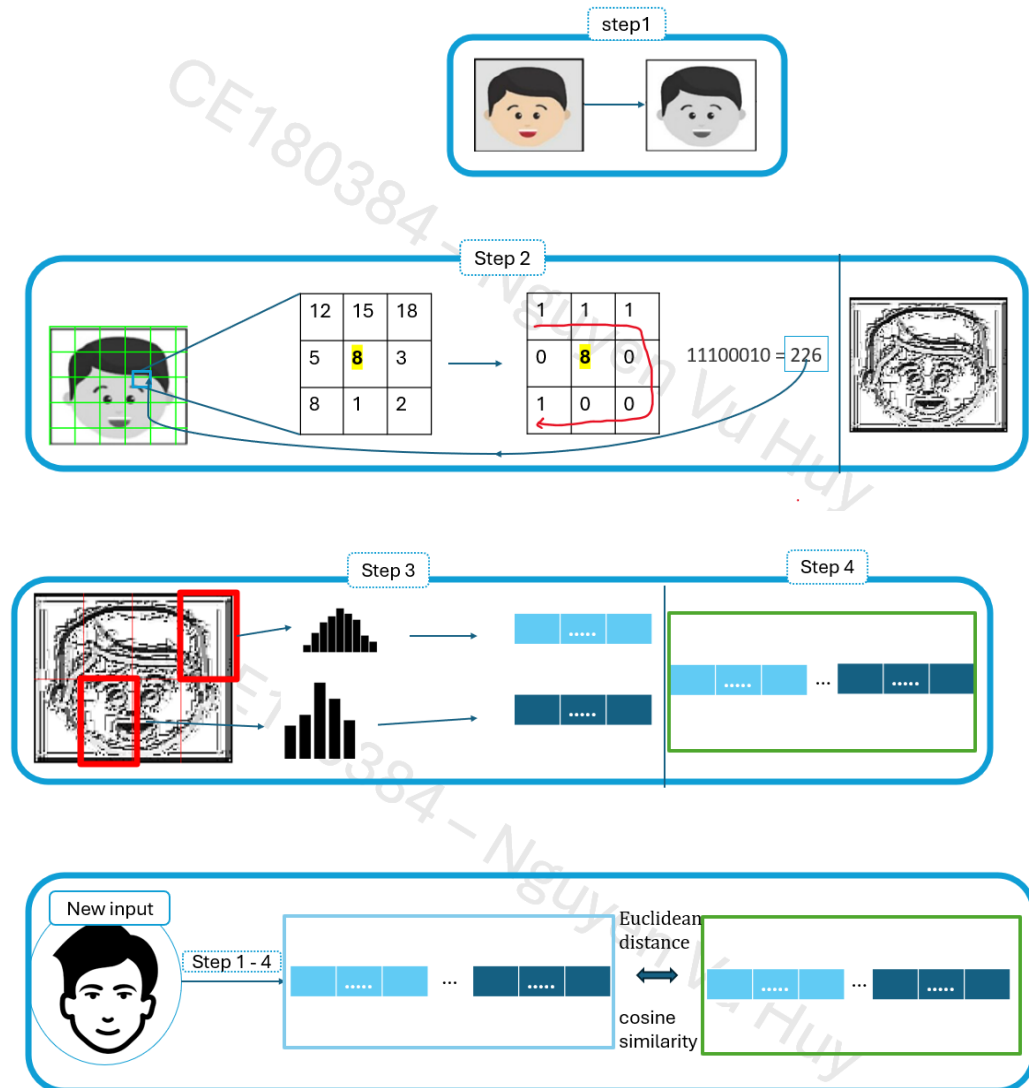 step1
Step 2
12 15 18
5 8 3
8 1 2
1 1 1
0 8 0
1 0 0
11100010 = 226
Step 3
Step 4
.....
.....
..... ... .....
New input
Step 1 - 4
..... ... .....
Euclidean
distance
cosine
similarity
..... ... .....
CE180384 – Nguyen Vu Huy
CE180384 – Nguyen Vu Huy